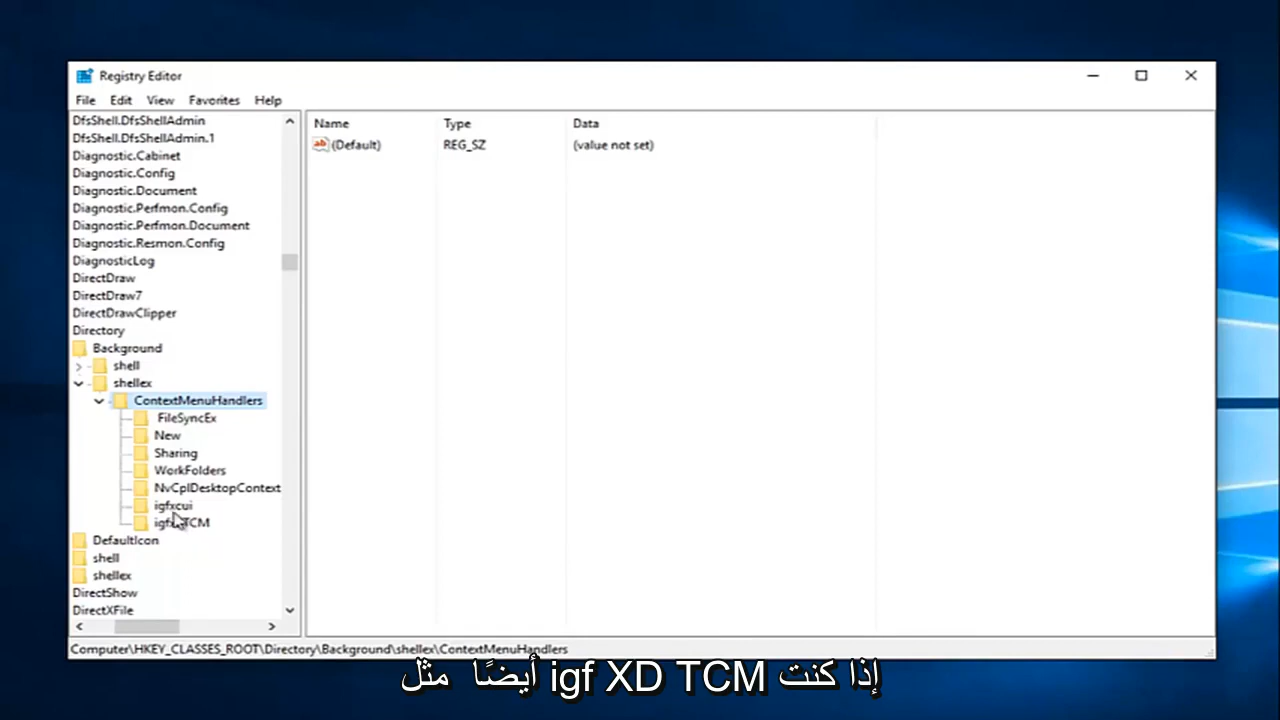 Registry Editor
File Edit View Favorites Help
DfsShell.DfsShellAdmin
DfsShell.DfsShellAdmin.1
Diagnostic.Cabinet
Diagnostic.Config
Diagnostic.Document
Diagnostic.Perfmon.Config
Diagnostic.Perfmon.Document
Diagnostic.Resmon.Config
DiagnosticLog
DirectDraw
DirectDraw7
DirectDrawClipper
Directory
Background
shell
shellex
ContextMenuHandlers
FileSyncEx
New
Sharing
WorkFolders
NvCplDesktopContext
igfxcui
DefaultIcon
shell
shellex
DirectShow
DirectXFile
Name Type Data
ab (Default) REG_SZ (value not set)
Computer\HKEY_CLASSES_ROOT\Directory\Background\shellex\ContextMenuHandlers
إذا كنت igf XD TCM أيضًا مثل